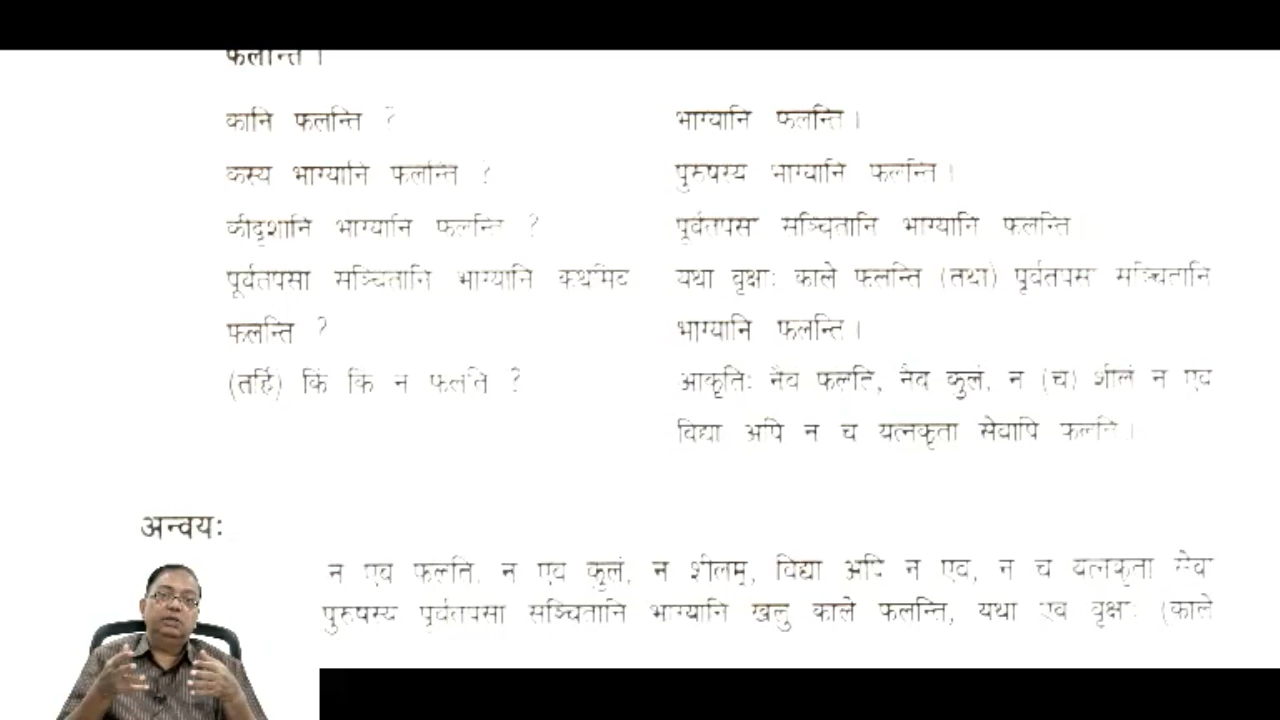 फलन्ति ।
कानि फलन्ति ? भाग्यानि फलन्ति ।
कस्य भाग्यानि फलन्ति ? पुरुषस्य भाग्यानि फलन्ति ।
कीदृशानि भाग्यानि फलन्ति ? पूर्वतपस सञ्चितानि भाग्यानि फलन्ति
पूर्वतपसा सञ्चितानि भाग्यानि कथमिव यथा वृक्षाः काले फलन्ति (तथा) पूर्वतपस सञ्चितानि
फलन्ति ? भाग्यानि फलन्ति ।
(तर्हि) किं किं न फलति ? आकृतिः नैव फलति, नैव कुलं, न (च) शीलं न एव
विद्या अपि न च यत्नकृता सेवापि फलति ।
अन्वयः
न एव फलति, न एव कुलं, न शीलम्, विद्या अपि न एव, न च यत्नकृता सेव
पुरुषस्य पूर्वतपसा सञ्चितानि भाग्यानि खलु काले फलन्ति, यथा एव वृक्षाः (काले